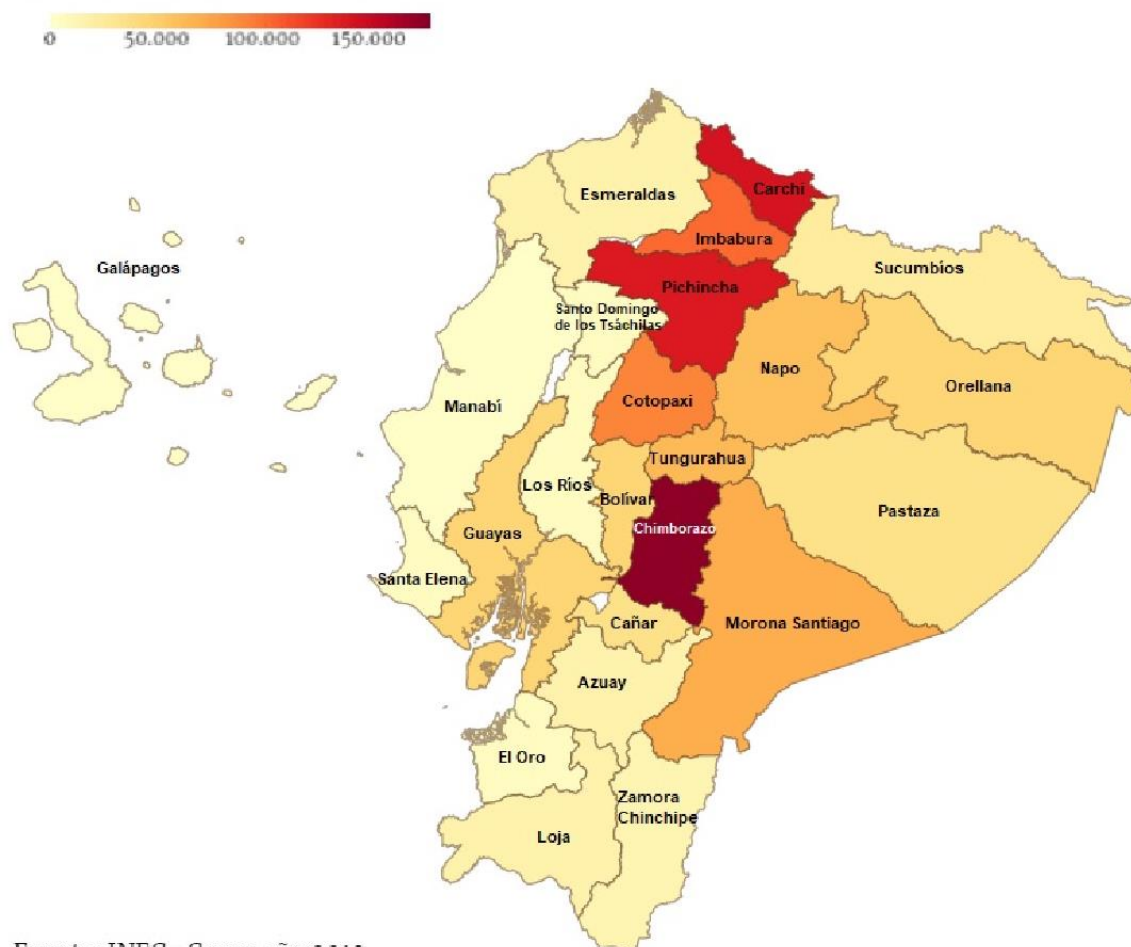 0 50.000 100.000 150.000
Esmeraldas
Carchi
Imbabura
Galápagos
Sucumbíos
Pichincha
Santo Domingo
de los Tsáchilas
Napo
Orellana
Manabí
Cotopaxi
Tungurahua
Los Ríos
Bolívar
Pastaza
Guayas
Chimborazo
Santa Elena
Cañar
Morona Santiago
Azuay
El Oro
Zamora
Chinchipe
Loja
INEC